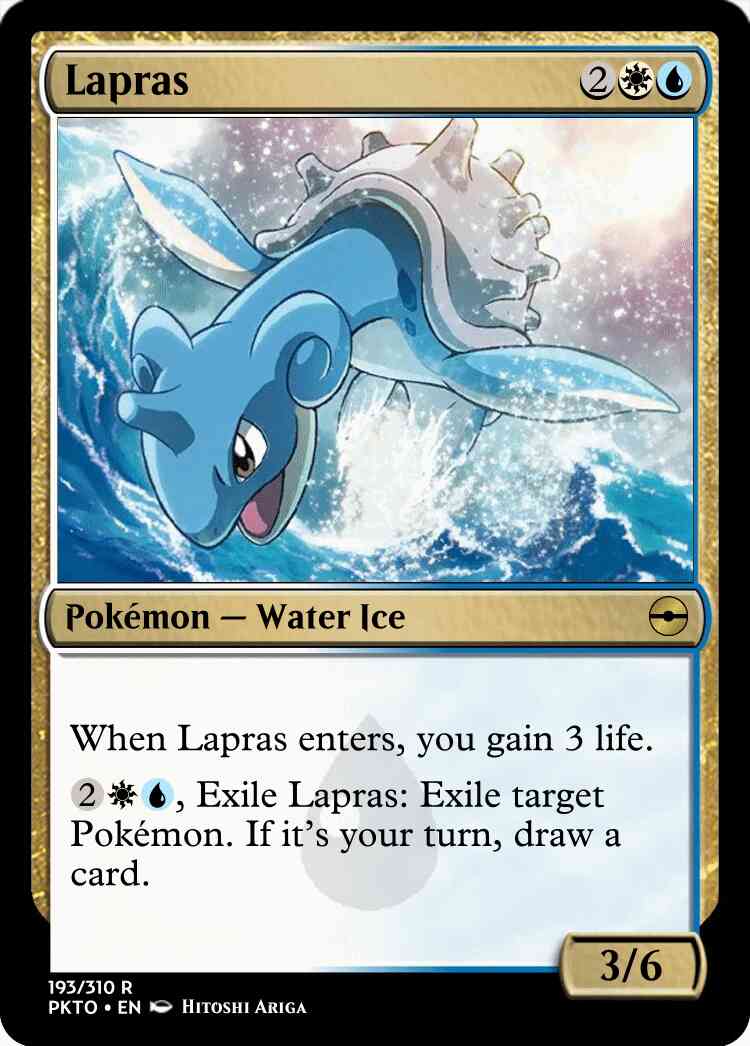 Lapras 2
Pokémon — Water Ice
When Lapras enters, you gain 3 life.
2, Exile Lapras: Exile target
Pokémon. If it's your turn, draw a
card.
3/6
193/310 R
PKTO • EN Hitoshi Ariga